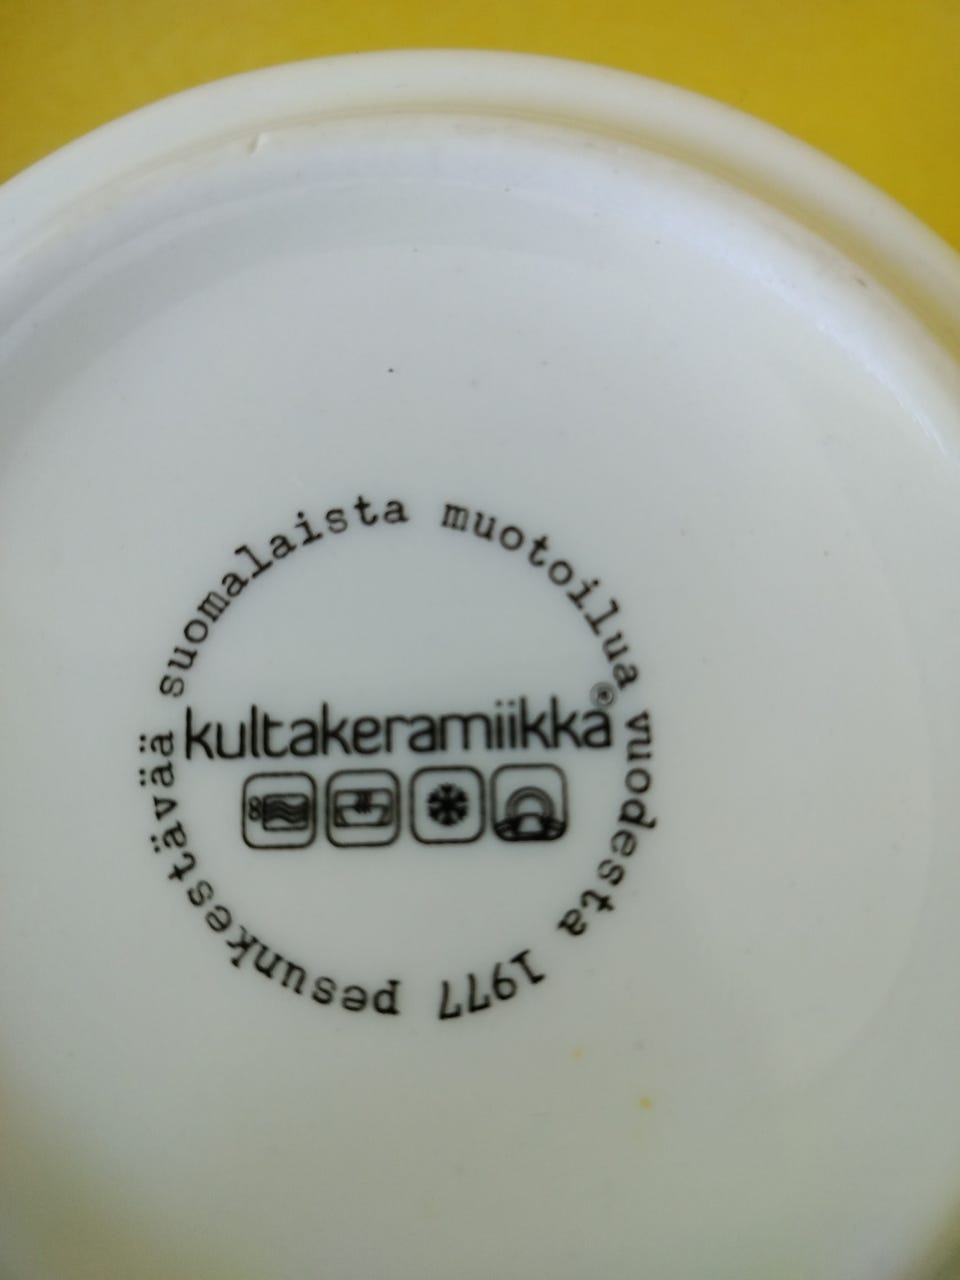 suomalaista muotoilua vuodesta 1977 pesunkestävää
kultakeramiikka®